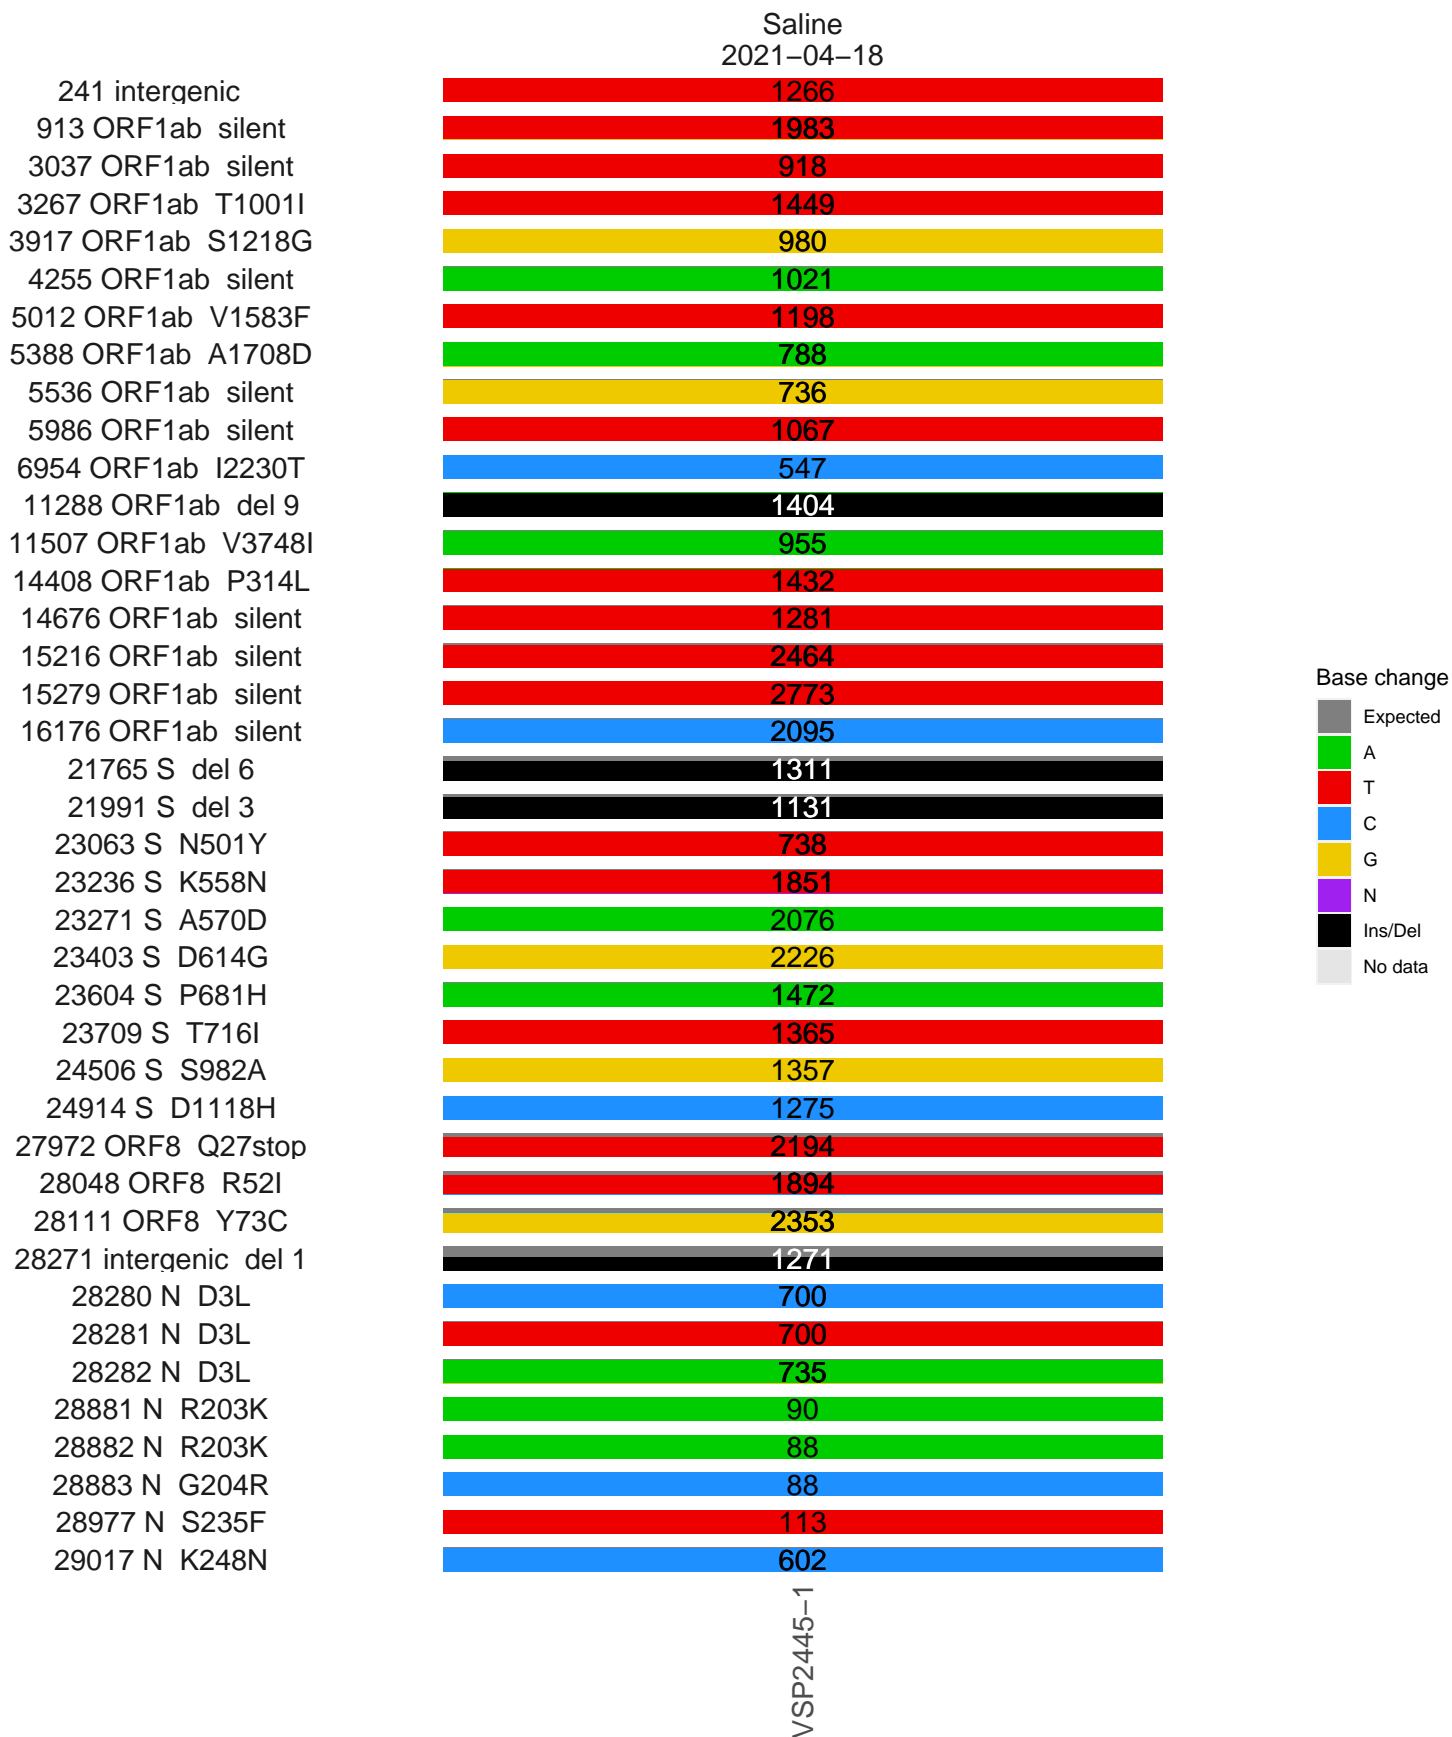 Saline
2021−04−18
241 intergenic 1266
913 ORF1ab silent 1983
3037 ORF1ab silent 918
3267 ORF1ab T1001I 1449
3917 ORF1ab S1218G 980
4255 ORF1ab silent 1021
5012 ORF1ab V1583F 1198
5388 ORF1ab A1708D 788
5536 ORF1ab silent 736
5986 ORF1ab silent 1067
6954 ORF1ab I2230T 547
11288 ORF1ab del 9 1404
11507 ORF1ab V3748I 955
14408 ORF1ab P314L 1432
14676 ORF1ab silent 1281
15216 ORF1ab silent 2464
15279 ORF1ab silent 2773
16176 ORF1ab silent 2095
21765 S del 6 1311
21991 S del 3 1131
23063 S N501Y 738
23236 S K558N 1851
23271 S A570D 2076
23403 S D614G 2226
23604 S P681H 1472
23709 S T716I 1365
24506 S S982A 1357
24914 S D1118H 1275
27972 ORF8 Q27stop 2194
28048 ORF8 R52I 1894
28111 ORF8 Y73C 2353
28271 intergenic del 1 1271
28280 N D3L 700
28281 N D3L 700
28282 N D3L 735
28881 N R203K 90
28882 N R203K 88
28883 N G204R 88
28977 N S235F 113
29017 N K248N 602
VSP2445−1
Base change
Expected
A
T
C
G
N
Ins/Del
No data